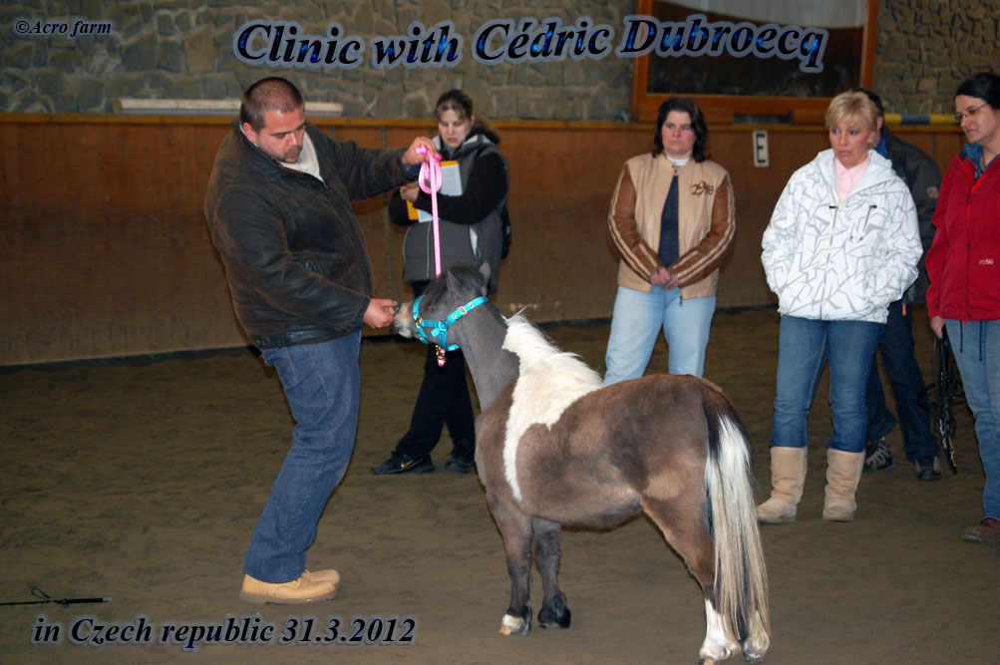 ©Acro farm
Clinic with Cédric Dubroecq
E
in Czech republic 31.3.2012